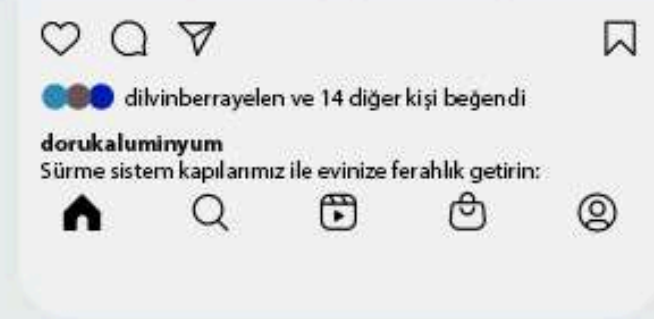 dilvinberrayelen ve 14 diğer kişi beğendi
dorukaluminyum
Sürme sistem kapılarımız ile evinize ferahlık getirin: